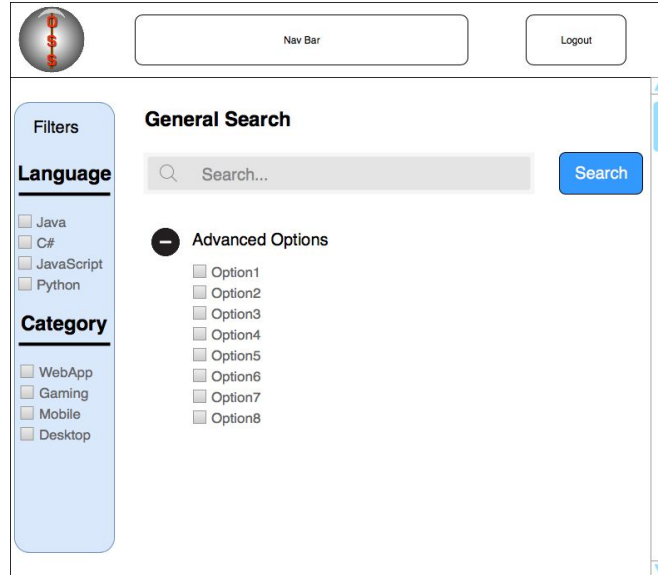 O
S
S
Nav Bar
Logout
Filters
Language
Java
C#
JavaScript
Python
Category
WebApp
Gaming
Mobile
Desktop
General Search
Search...
Search
Advanced Options
Option1
Option2
Option3
Option4
Option5
Option6
Option7
Option8